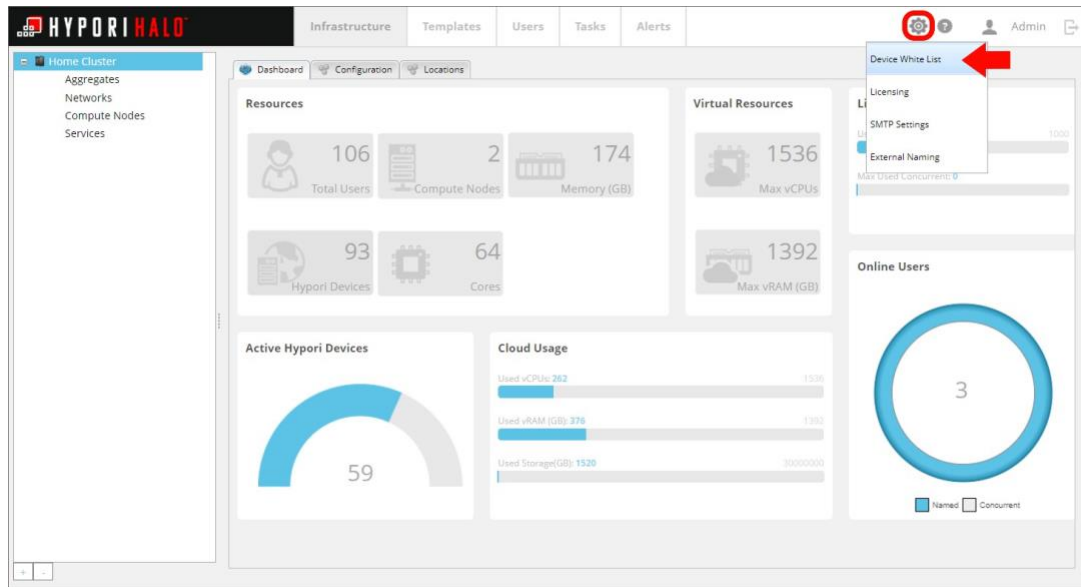 HYPORI HALO
Infrastructure
Templates
Users
Tasks
Alerts
?
Admin
Device White List
Licensing
SMTP Settings
External Naming
Home Cluster
Aggregates
Networks
Compute Nodes
Services
Dashboard
Configuration
Locations
Resources
106
Total Users
2
Compute Nodes
174
Memory (GB)
93
Hypori Devices
64
Cores
Virtual Resources
1536
Max vCPUs
1392
Max vRAM (GB)
1000
Max Used Concurrent: 0
Active Hypori Devices
59
Cloud Usage
Used vCPUs: 262
1536
Used vRAM (GB): 376
1392
Used Storage(GB): 1520
30000000
Online Users
3
Named
Concurrent
+
-